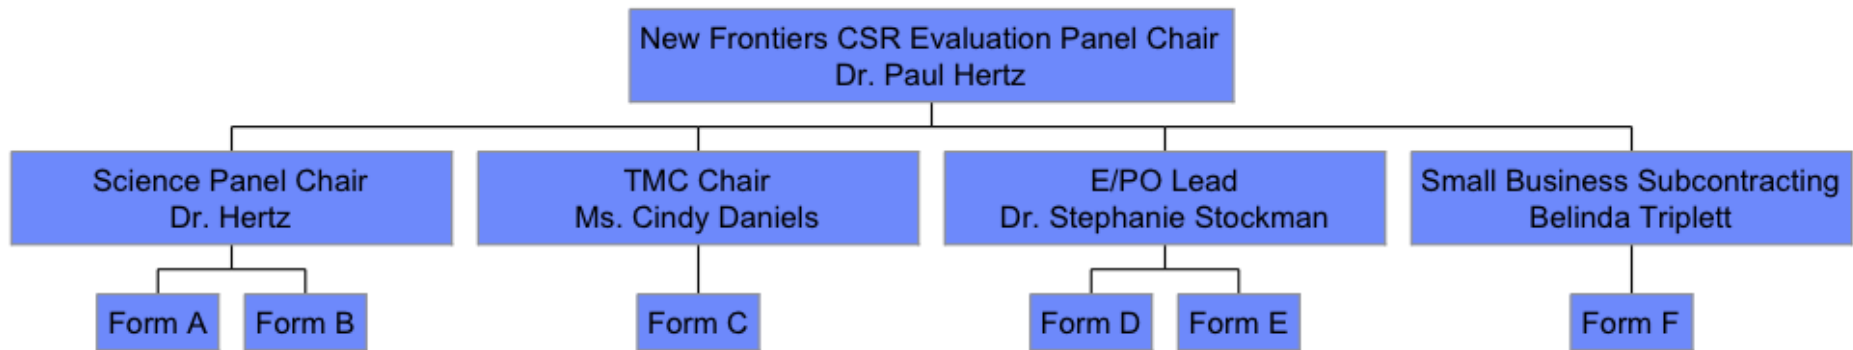 New Frontiers CSR Evaluation Panel Chair
Dr. Paul Hertz
Science Panel Chair
Dr. Hertz
TMC Chair
Ms. Cindy Daniels
E/PO Lead
Dr. Stephanie Stockman
Small Business Subcontracting
Belinda Triplett
Form A
Form B
Form C
Form D
Form E
Form F